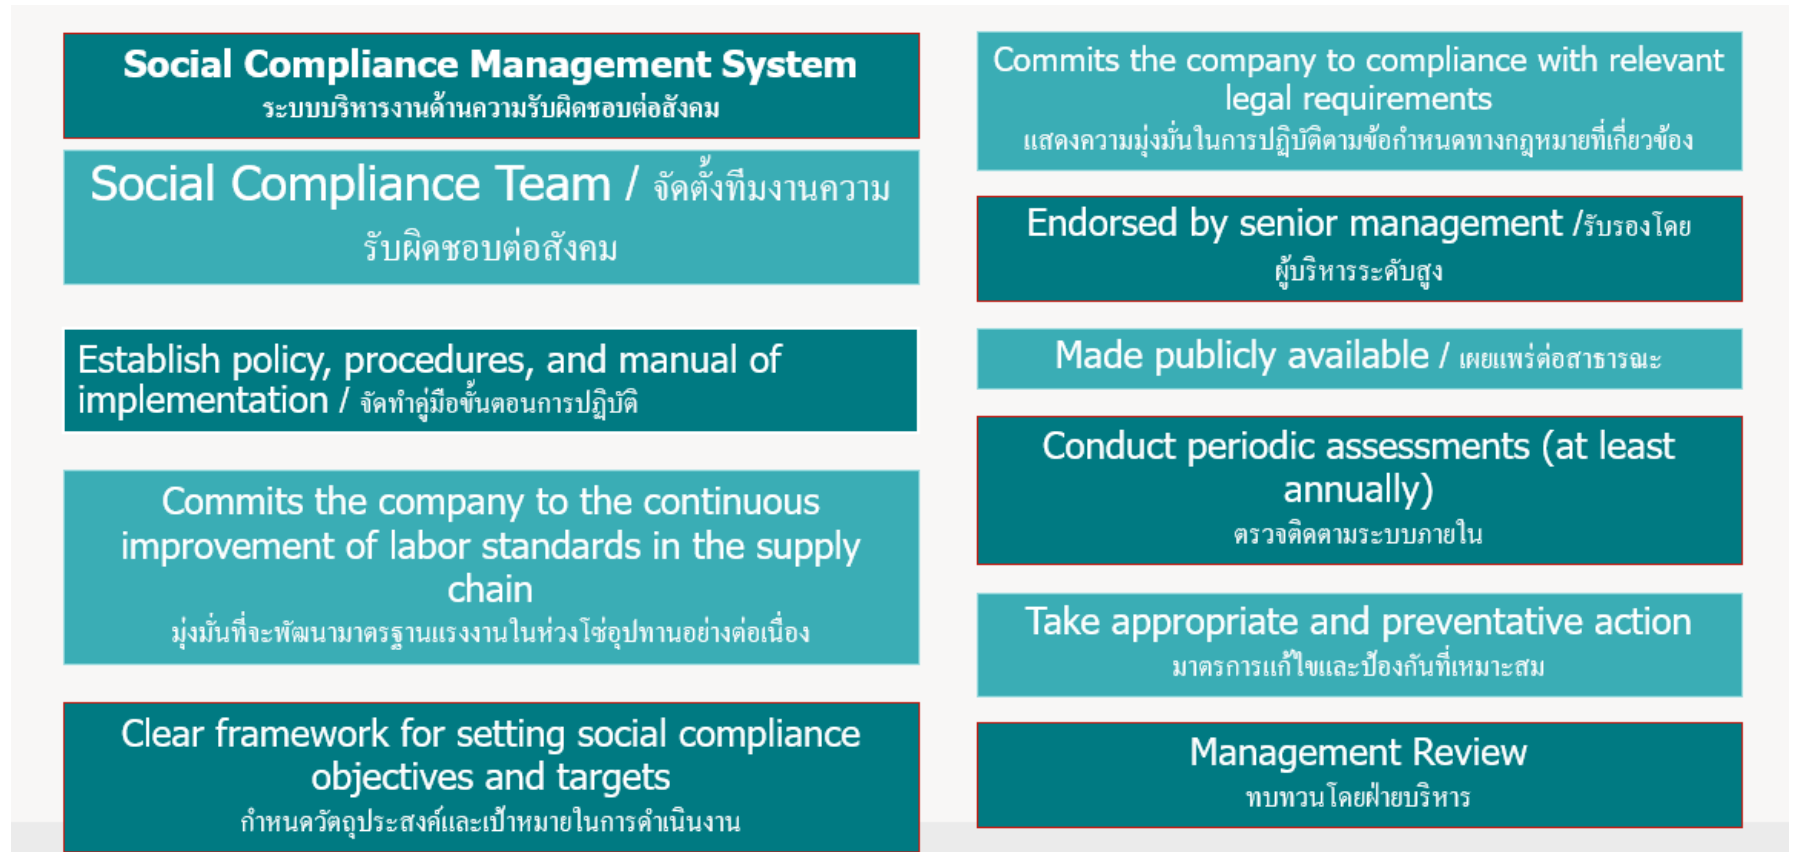 Social Compliance Management System
ระบบบริหารงานด้านความรับผิดชอบต่อสังคม
Social Compliance Team / จัดตั้งทีมงานความ
รับผิดชอบต่อสังคม
Establish policy, procedures, and manual of
implementation / จัดทำคู่มือขั้นตอนการปฏิบัติ
Commits the company to the continuous
improvement of labor standards in the supply
chain
มุ่งมั่นที่จะพัฒนามาตรฐานแรงงานในห่วงโซ่อุปทานอย่างต่อเนื่อง
Clear framework for setting social compliance
objectives and targets
กำหนดวัตถุประสงค์และเป้าหมายในการดำเนินงาน
Commits the company to compliance with relevant
legal requirements
แสดงความมุ่งมั่นในการปฏิบัติตามข้อกำหนดทางกฎหมายที่เกี่ยวข้อง
Endorsed by senior management /รับรองโดย
ผู้บริหารระดับสูง
Made publicly available / เผยแพร่ต่อสาธารณะ
Conduct periodic assessments (at least
annually)
ตรวจติดตามระบบภายใน
Take appropriate and preventative action
มาตรการแก้ไขและป้องกันที่เหมาะสม
Management Review
ทบทวนโดยฝ่ายบริหาร